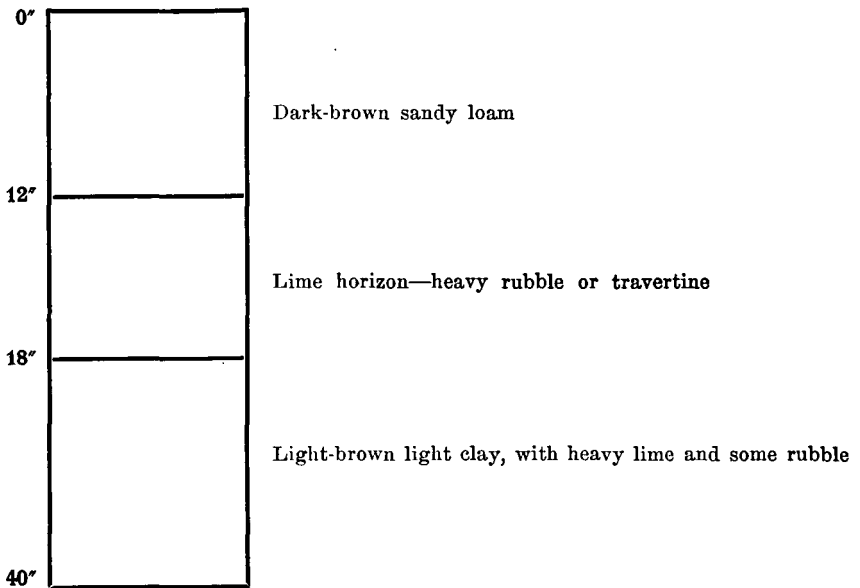 0″
Dark-brown sandy loam
12″
Lime horizon—heavy rubble or travertine
18″
Light-brown light clay, with heavy lime and some rubble
40″